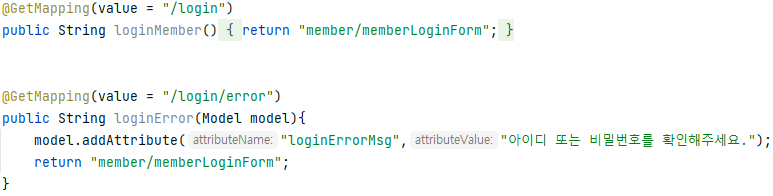 @GetMapping(value = "/login")
public String loginMember() { return "member/memberLoginForm"; }
@GetMapping(value = "/login/error")
public String loginError(Model model){
model.addAttribute( attributeName: "loginErrorMsg", attributeValue: "아이디 또는 비밀번호를 확인해주세요.");
return "member/memberLoginForm";
}